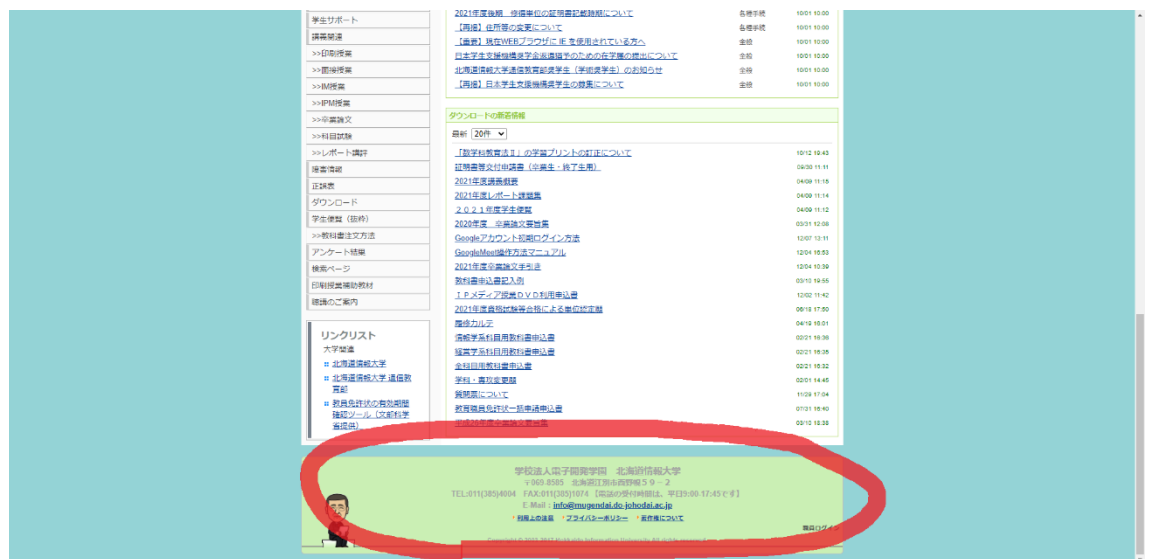 学生サポート
講義関連
>>印刷授業
>>面接授業
>>IM授業
>>IPM授業
>>卒業論文
>>科目試験
>>レポート講評
障害情報
正誤表
ダウンロード
学生便覧（抜粋）
>>教科書注文方法
アンケート結果
検索ページ
印刷授業補助教材
聴講のご案内
リンクリスト
大学関連
北海道情報大学
北海道情報大学 通信教
育部
教員免許状の有効期間
確認ツール（文部科学
省提供）
2021年度後期 修得単位の証明書記載時期について 各種手続 10/01 10:00
【再掲】住所等の変更について 各種手続 10/01 10:00
【重要】現在WEBブラウザに IE を使用されている方へ 全般 10/01 10:00
日本学生支援機構奨学金返還猶予のための在学届の提出について 全般 10/01 10:00
北海道情報大学通信教育部奨学生（学術奨学生）のお知らせ 全般 10/01 10:00
【再掲】日本学生支援機構奨学生の募集について 全般 10/01 10:00
ダウンロードの新着情報
最新 20件
「数学科教育法Ⅱ」の学習プリントの訂正について 10/12 19:43
証明書等交付申請書（卒業生・終了生用） 09/30 11:11
2021年度講義概要 04/09 11:15
2021年度レポート課題集 04/09 11:14
２０２１年度学生便覧 04/09 11:12
2020年度 卒業論文要旨集 03/31 12:08
Googleアカウント初期ログイン方法 12/07 12:11
GoogleMeet操作方法マニュアル 12/04 16:53
2021年度卒業論文手引き 12/04 10:39
教科書申込書記入例 03/10 19:55
ＩＰメディア授業ＤＶＤ利用申込書 12/02 11:42
2021年度資格試験等合格による単位認定願 06/18 17:50
履修カルテ 04/19 16:01
情報学系科目用教科書申込書 02/21 16:36
経営学系科目用教科書申込書 02/21 16:35
全科目用教科書申込書 02/21 16:32
学科・専攻変更願 02/01 14:45
質問票について 11/28 17:04
教育職員免許状一括申請申込書 07/31 16:40
平成26年度卒業論文要旨集 03/10 18:38
学校法人電子開発学園 北海道情報大学
〒069-8585 北海道江別市西野幌５９－２
TEL:011(385)4004 FAX:011(385)1074 【電話の受付時間は、平日9:00-17:45です】
E-Mail : info@mugendai.do-johodai.ac.jp
利用上の注意 プライバシーポリシー 著作権について
職員ログイン